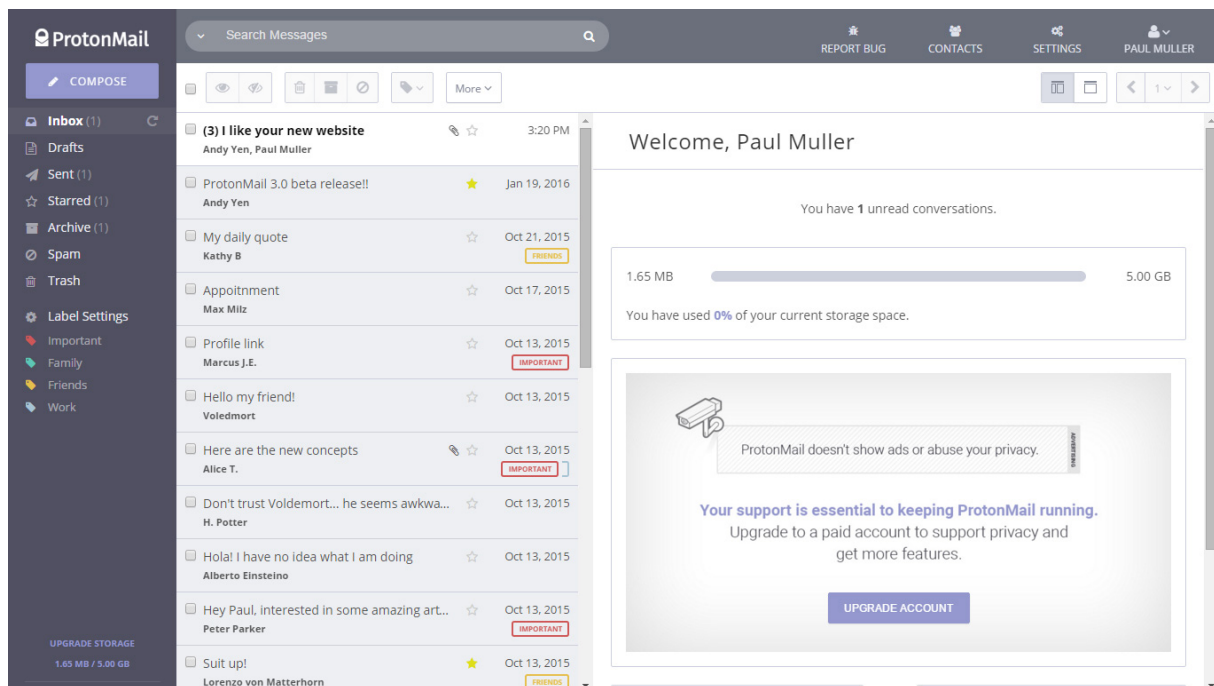 ProtonMail
Search Messages
REPORT BUG
CONTACTS
SETTINGS
PAUL MULLER
COMPOSE
More
1
Inbox (1)
Drafts
Sent (1)
Starred (1)
Archive (1)
Spam
Trash
Label Settings
Important
Family
Friends
Work
UPGRADE STORAGE
1.65 MB / 5.00 GB
(3) I like your new website 3:20 PM
Andy Yen, Paul Muller
ProtonMail 3.0 beta release!! Jan 19, 2016
Andy Yen
My daily quote Oct 21, 2015
Kathy B FRIENDS
Appoitnment Oct 17, 2015
Max Milz
Profile link Oct 13, 2015
Marcus J.E. IMPORTANT
Hello my friend! Oct 13, 2015
Voledmort
Here are the new concepts Oct 13, 2015
Alice T. IMPORTANT
Don't trust Voldemort... he seems awkwa... Oct 13, 2015
H. Potter
Hola! I have no idea what I am doing Oct 13, 2015
Alberto Einsteino
Hey Paul, interested in some amazing art... Oct 13, 2015
Peter Parker IMPORTANT
Suit up! Oct 13, 2015
Lorenzo von Matterhorn FRIENDS
Welcome, Paul Muller
You have 1 unread conversations.
1.65 MB 5.00 GB
You have used 0% of your current storage space.
ProtonMail doesn't show ads or abuse your privacy.
ADVERTISING
Your support is essential to keeping ProtonMail running.
Upgrade to a paid account to support privacy and
get more features.
UPGRADE ACCOUNT